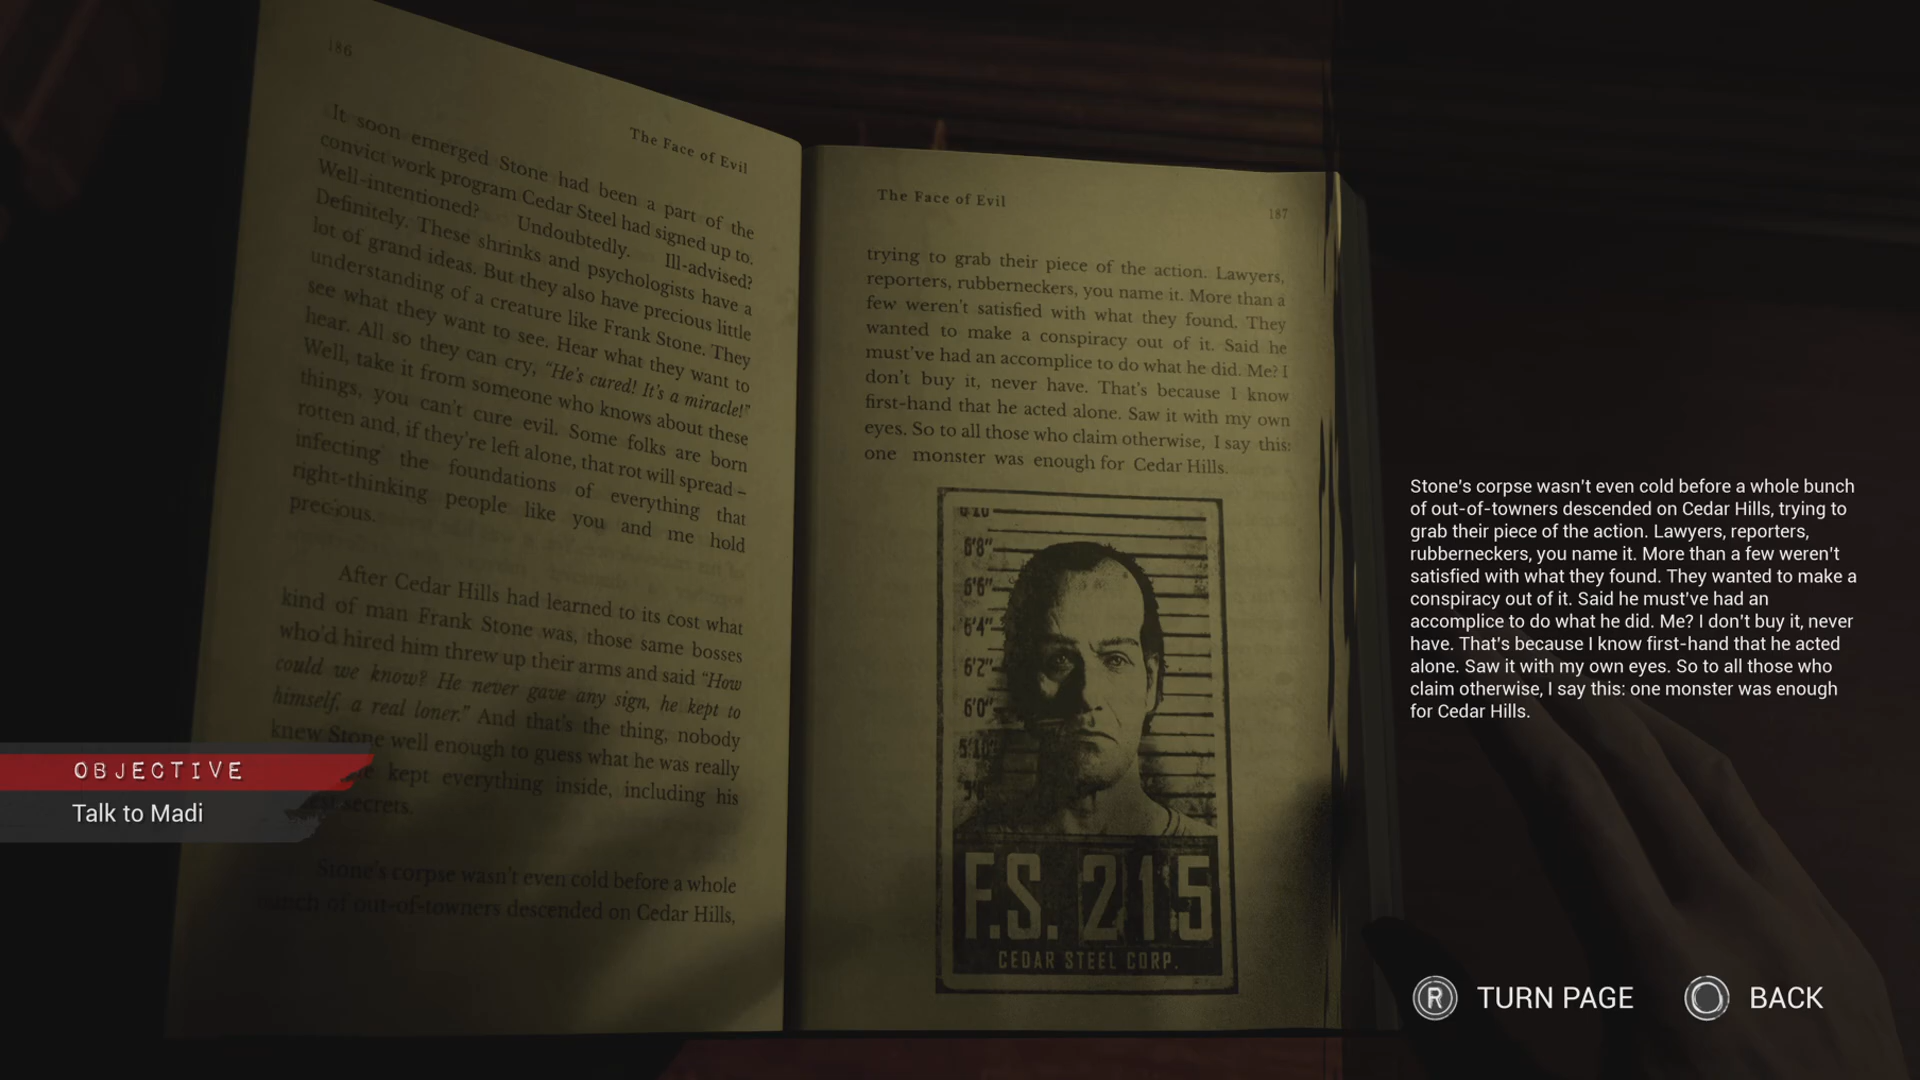 186
The Face of Evil
It soon emerged Stone had been a part of the
convict work program Cedar Steel had signed up to.
Well-intentioned? Undoubtedly. Ill-advised?
Definitely. These shrinks and psychologists have a
lot of grand ideas. But they also have precious little
understanding of a creature like Frank Stone. They
see what they want to see. Hear what they want to
hear. All so they can cry, "He's cured! It's a miracle!"
Well, take it from someone who knows about these
things, you can't cure evil. Some folks are born
rotten and, if they're left alone, that rot will spread –
infecting the foundations of everything that
right-thinking people like you and me hold
precious.
After Cedar Hills had learned to its cost what
kind of man Frank Stone was, those same bosses
who'd hired him threw up their arms and said "How
could we know? He never gave any sign, he kept to
himself, a real loner." And that's the thing, nobody
knew Stone well enough to guess what he was really
kept everything inside, including his
secrets.
Stone's corpse wasn't even cold before a whole
bunch of out-of-towners descended on Cedar Hills,
The Face of Evil
187
trying to grab their piece of the action. Lawyers,
reporters, rubberneckers, you name it. More than a
few weren't satisfied with what they found. They
wanted to make a conspiracy out of it. Said he
must've had an accomplice to do what he did. Me? I
don't buy it, never have. That's because I know
first-hand that he acted alone. Saw it with my own
eyes. So to all those who claim otherwise, I say this:
one monster was enough for Cedar Hills.
6'8"
6'6"
6'4"
6'2"
6'0"
5'10"
F.S. 215
CEDAR STEEL CORP.
Stone's corpse wasn't even cold before a whole bunch
of out-of-towners descended on Cedar Hills, trying to
grab their piece of the action. Lawyers, reporters,
rubberneckers, you name it. More than a few weren't
satisfied with what they found. They wanted to make a
conspiracy out of it. Said he must've had an
accomplice to do what he did. Me? I don't buy it, never
have. That's because I know first-hand that he acted
alone. Saw it with my own eyes. So to all those who
claim otherwise, I say this: one monster was enough
for Cedar Hills.
OBJECTIVE
Talk to Madi
R TURN PAGE
BACK